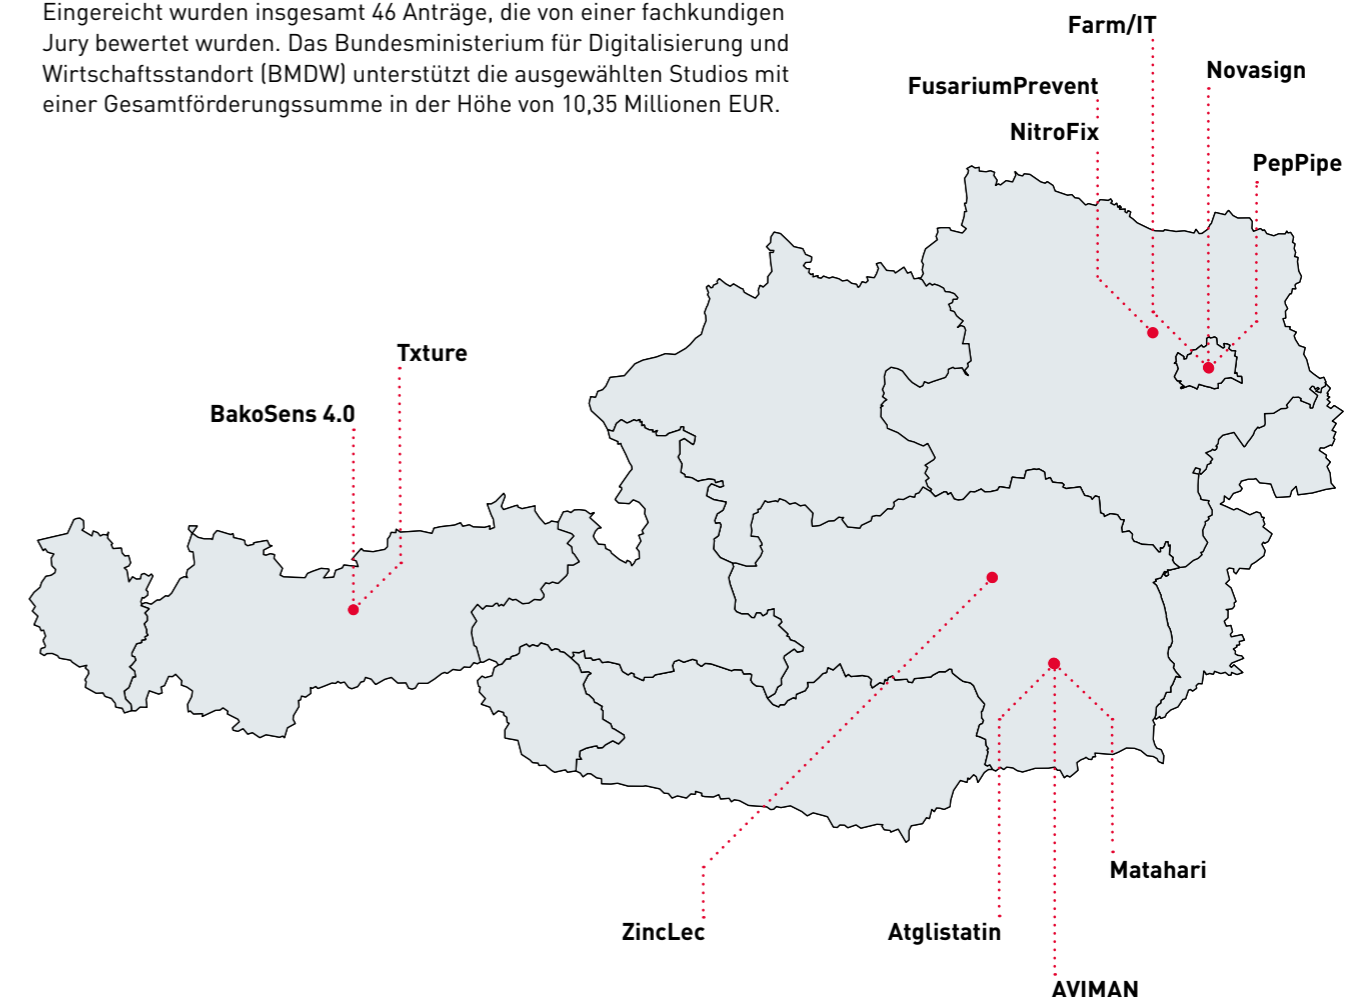 Eingereicht wurden insgesamt 46 Anträge, die von einer fachkundigen
Jury bewertet wurden. Das Bundesministerium für Digitalisierung und
Wirtschaftsstandort (BMDW) unterstützt die ausgewählten Studios mit
einer Gesamtförderungssumme in der Höhe von 10,35 Millionen EUR.
Farm/IT
Novasign
FusariumPrevent
NitroFix
PepPipe
Txture
BakoSens 4.0
Matahari
ZincLec
Atglistatin
AVIMAN